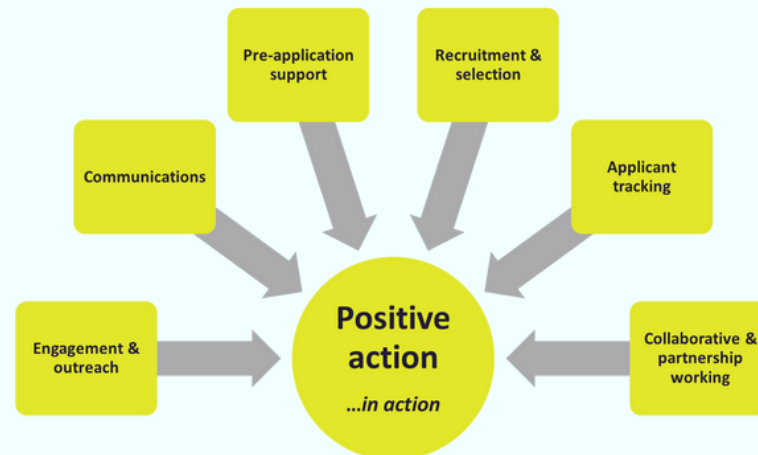 Pre-application
support
Recruitment &
selection
Communications
Applicant
tracking
Engagement &
outreach
Positive
action
...in action
Collaborative &
partnership
working